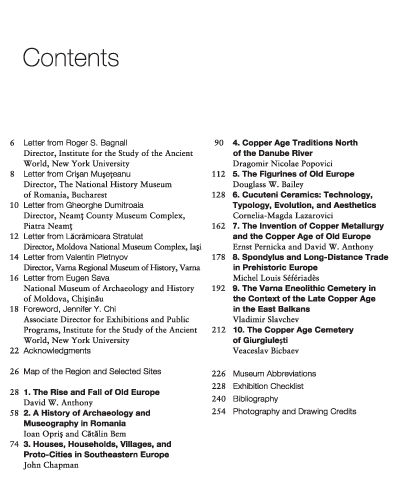 Contents
6 Letter from Roger S. Bagnall
Director, Institute for the Study of the Ancient
World, New York University
8 Letter from Crişan Muşeţeanu
Director, The National History Museum
of Romania, Bucharest
10 Letter from Gheorghe Dumitroaia
Director, Neamţ County Museum Complex,
Piatra Neamţ
12 Letter from Lăcrămioara Stratulat
Director, Moldova National Museum Complex, Iaşi
14 Letter from Valentin Pletnyov
Director, Varna Regional Museum of History, Varna
16 Letter from Eugen Sava
National Museum of Archaeology and History
of Moldova, Chişinău
18 Foreword, Jennifer Y. Chi
Associate Director for Exhibitions and Public
Programs, Institute for the Study of the Ancient
World, New York University
22 Acknowledgments
26 Map of the Region and Selected Sites
28 1. The Rise and Fall of Old Europe
David W. Anthony
58 2. A History of Archaeology and
Museography in Romania
Ioan Opriş and Cătălin Bem
74 3. Houses, Households, Villages, and
Proto-Cities in Southeastern Europe
John Chapman
90 4. Copper Age Traditions North
of the Danube River
Dragomir Nicolae Popovici
112 5. The Figurines of Old Europe
Douglass W. Bailey
128 6. Cucuteni Ceramics: Technology,
Typology, Evolution, and Aesthetics
Cornelia-Magda Lazarovici
162 7. The Invention of Copper Metallurgy
and the Copper Age of Old Europe
Ernst Pernicka and David W. Anthony
178 8. Spondylus and Long-Distance Trade
in Prehistoric Europe
Michel Louis Séfériadès
192 9. The Varna Eneolithic Cemetery in
the Context of the Late Copper Age
in the East Balkans
Vladimir Slavchev
212 10. The Copper Age Cemetery
of Giurgiuleşti
Veaceslav Bicbaev
226 Museum Abbreviations
228 Exhibition Checklist
240 Bibliography
254 Photography and Drawing Credits